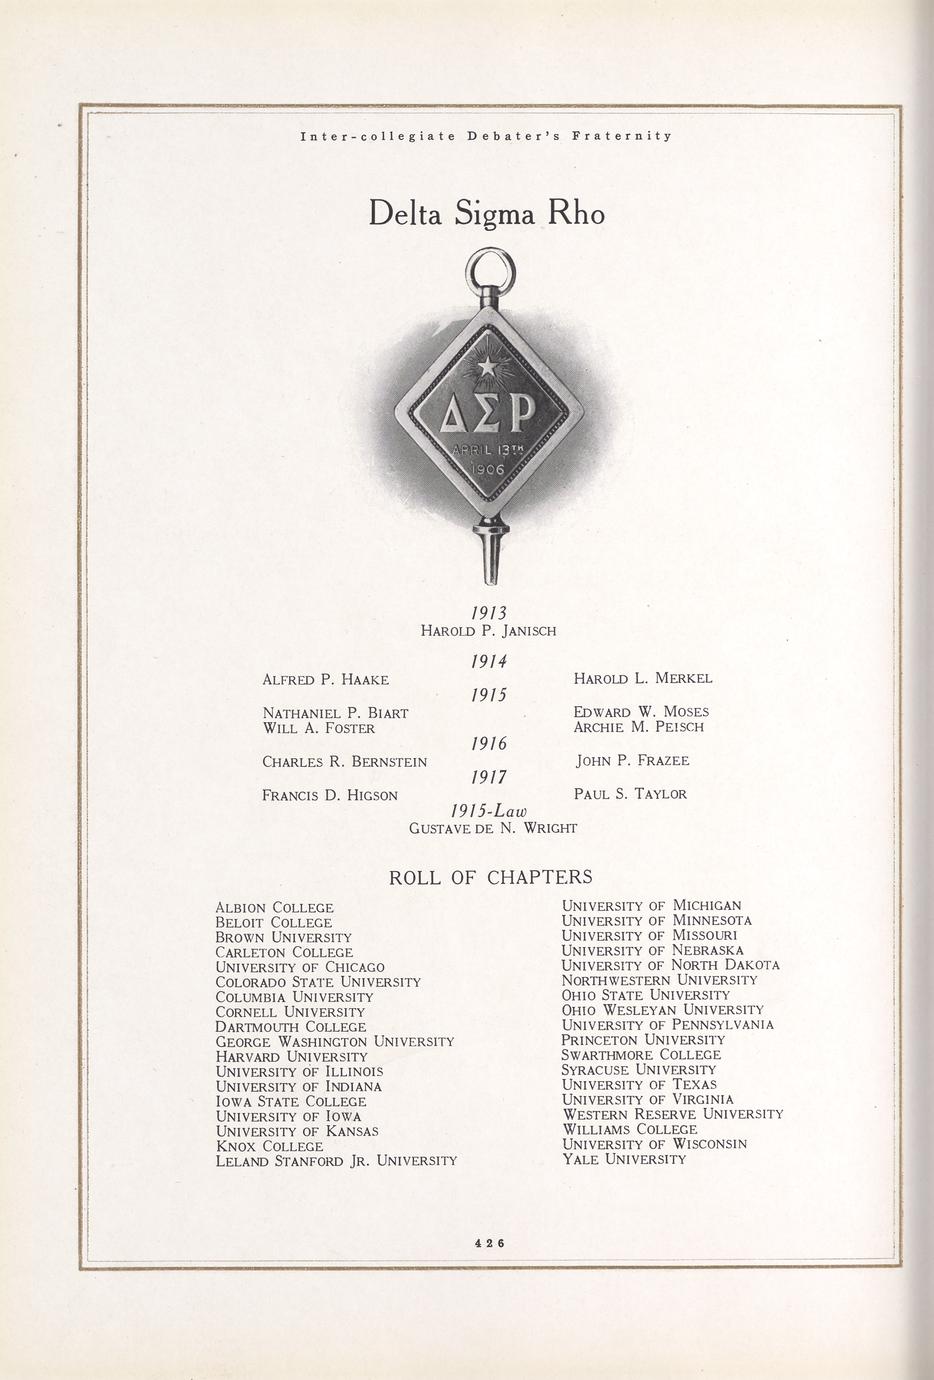 Inter-collegiate Debater's Fraternity
Delta Sigma Rho
ΔΣΡ
APRIL 13TH
1906
1913
HAROLD P. JANISCH
1914
ALFRED P. HAAKE HAROLD L. MERKEL
1915
NATHANIEL P. BIART EDWARD W. MOSES
WILL A. FOSTER ARCHIE M. PEISCH
1916
CHARLES R. BERNSTEIN JOHN P. FRAZEE
1917
FRANCIS D. HIGSON PAUL S. TAYLOR
1915-Law
GUSTAVE DE N. WRIGHT
ROLL OF CHAPTERS
ALBION COLLEGE
BELOIT COLLEGE
BROWN UNIVERSITY
CARLETON COLLEGE
UNIVERSITY OF CHICAGO
COLORADO STATE UNIVERSITY
COLUMBIA UNIVERSITY
CORNELL UNIVERSITY
DARTMOUTH COLLEGE
GEORGE WASHINGTON UNIVERSITY
HARVARD UNIVERSITY
UNIVERSITY OF ILLINOIS
UNIVERSITY OF INDIANA
IOWA STATE COLLEGE
UNIVERSITY OF IOWA
UNIVERSITY OF KANSAS
KNOX COLLEGE
LELAND STANFORD JR. UNIVERSITY
UNIVERSITY OF MICHIGAN
UNIVERSITY OF MINNESOTA
UNIVERSITY OF MISSOURI
UNIVERSITY OF NEBRASKA
UNIVERSITY OF NORTH DAKOTA
NORTHWESTERN UNIVERSITY
OHIO STATE UNIVERSITY
OHIO WESLEYAN UNIVERSITY
UNIVERSITY OF PENNSYLVANIA
PRINCETON UNIVERSITY
SWARTHMORE COLLEGE
SYRACUSE UNIVERSITY
UNIVERSITY OF TEXAS
UNIVERSITY OF VIRGINIA
WESTERN RESERVE UNIVERSITY
WILLIAMS COLLEGE
UNIVERSITY OF WISCONSIN
YALE UNIVERSITY
426